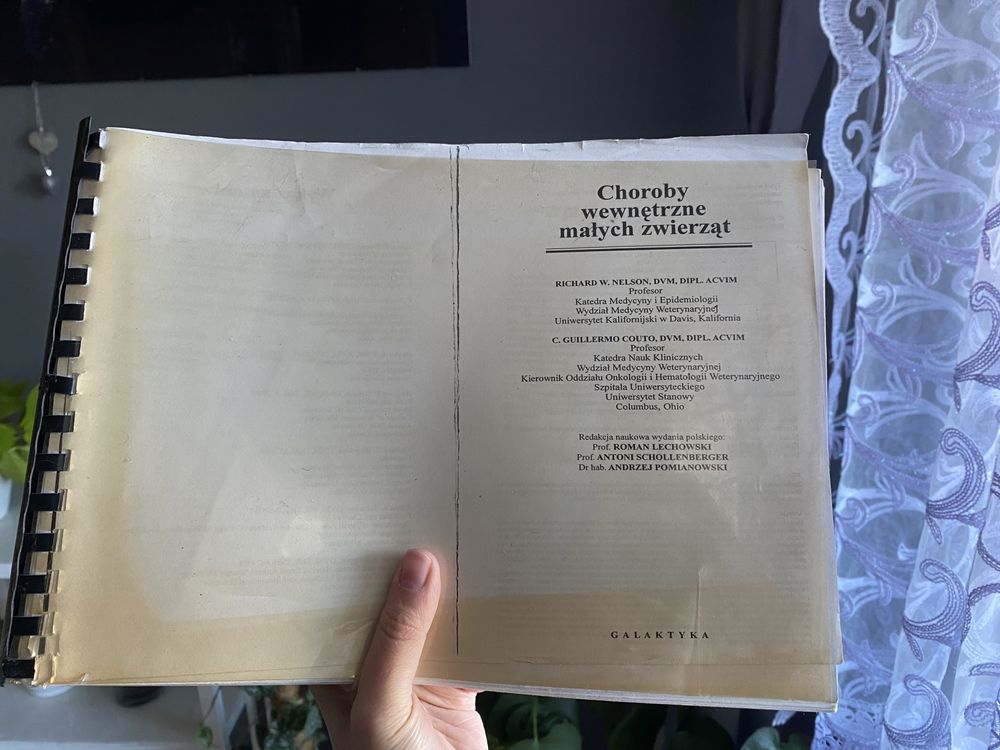 Choroby
wewnętrzne
małych zwierząt
RICHARD W. NELSON, DVM, DIPL. ACVIM
Profesor
Katedra Medycyny i Epidemiologii
Wydział Medycyny Weterynaryjnej
Uniwersytet Kalifornijski w Davis, Kalifornia
C. GUILLERMO COUTO, DVM, DIPL. ACVIM
Profesor
Katedra Nauk Klinicznych
Wydział Medycyny Weterynaryjnej
Kierownik Oddziału Onkologii i Hematologii Weterynaryjnego
Szpitala Uniwersyteckiego
Uniwersytet Stanowy
Columbus, Ohio
Redakcja naukowa wydania polskiego:
Prof. ROMAN LECHOWSKI
Prof. ANTONI SCHOLLENBERGER
Dr hab. ANDRZEJ POMIANOWSKI
GALAKTYKA